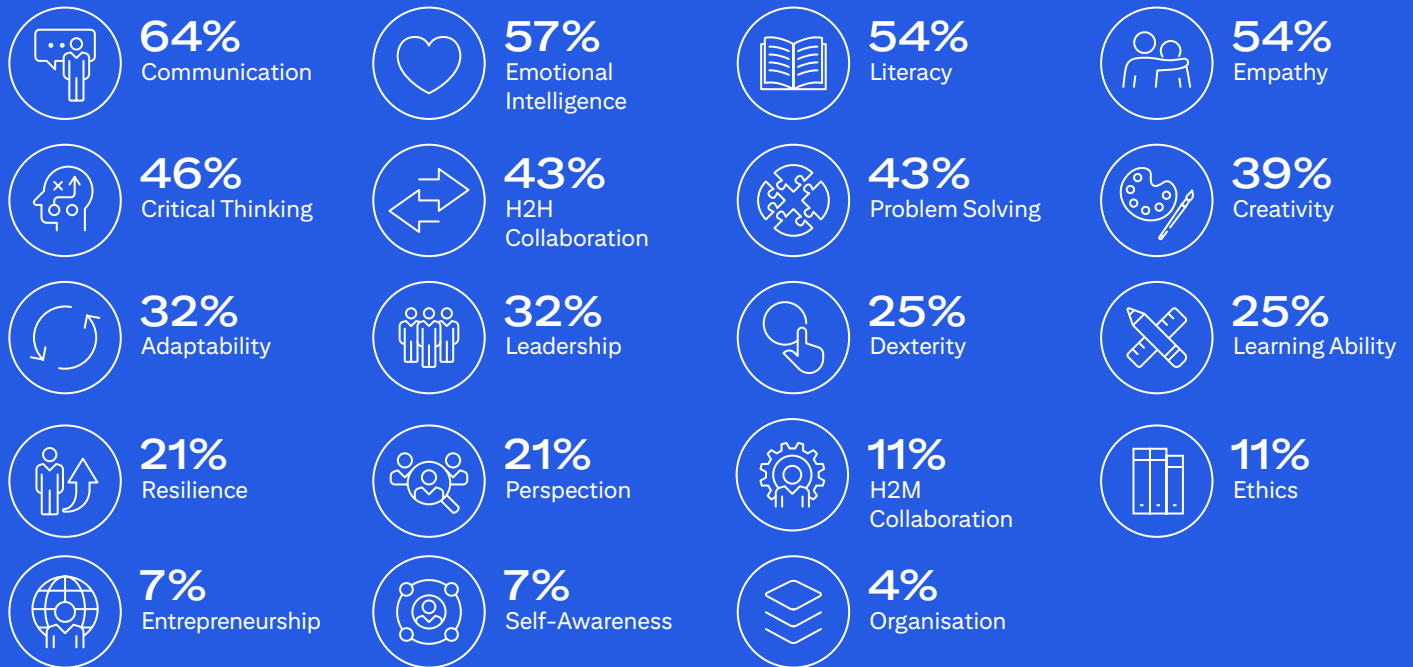 64%
Communication
57%
Emotional
Intelligence
54%
Literacy
54%
Empathy
46%
Critical Thinking
43%
H2H
Collaboration
43%
Problem Solving
39%
Creativity
32%
Adaptability
32%
Leadership
25%
Dexterity
25%
Learning Ability
21%
Resilience
21%
Perspection
11%
H2M
Collaboration
11%
Ethics
7%
Entrepreneurship
7%
Self-Awareness
4%
Organisation